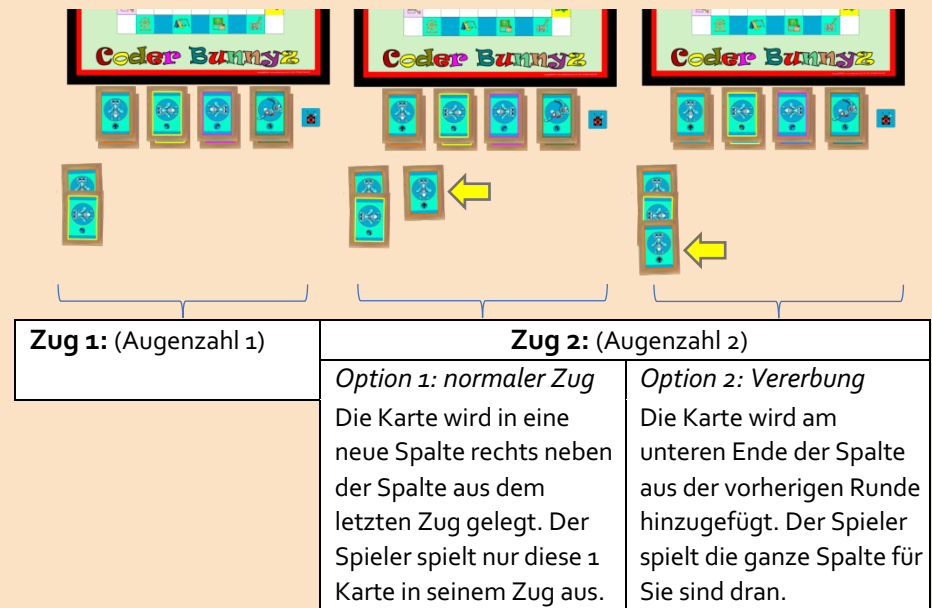 Coder Bunnyz
Coder Bunnyz
Coder Bunnyz
Zug 1: (Augenzahl 1)
Zug 2: (Augenzahl 2)
Option 1: normaler Zug
Die Karte wird in eine
neue Spalte rechts neben
der Spalte aus dem
letzten Zug gelegt. Der
Spieler spielt nur diese 1
Karte in seinem Zug aus.
Option 2: Vererbung
Die Karte wird am
unteren Ende der Spalte
aus der vorherigen Runde
hinzugefügt. Der Spieler
spielt die ganze Spalte für
Sie sind dran.